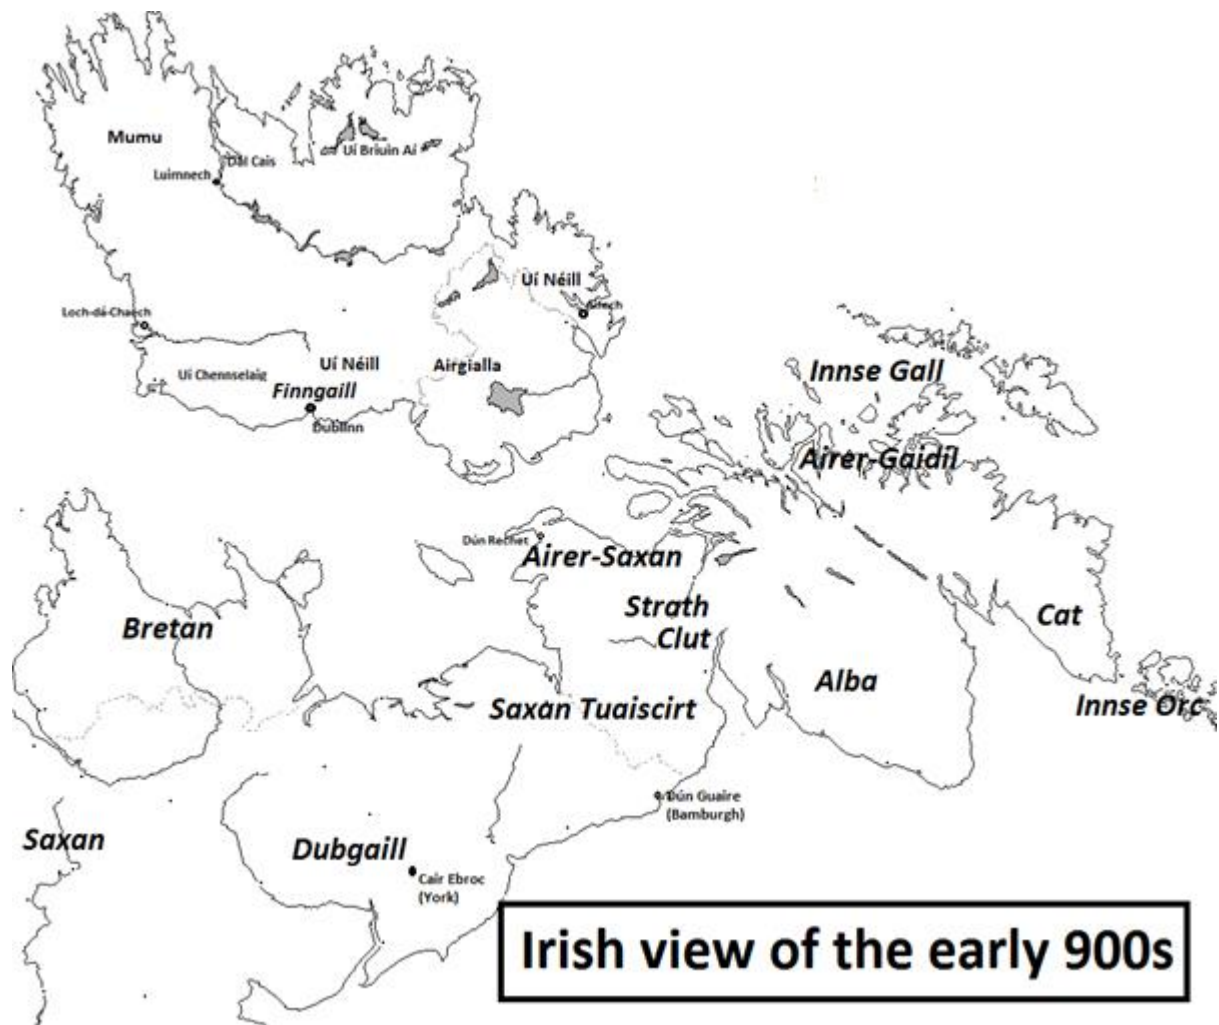 Mumu
Dál Cais
Uí Briuin Aí
Luimnech
Uí Néill
Ailech
Loch-dá-Chaech
Uí Chennselaig
Uí Néill
Airgialla
Finngaill
Dublinn
Innse Gall
Airer-Gaidil
Dún Rechet
Airer-Saxan
Strath
Clut
Bretan
Cat
Alba
Saxan Tuaiscirt
Innse Orc
Dún Guaire
(Bamburgh)
Saxan
Dubgaill
Cair Ebroc
(York)
Irish view of the early 900s